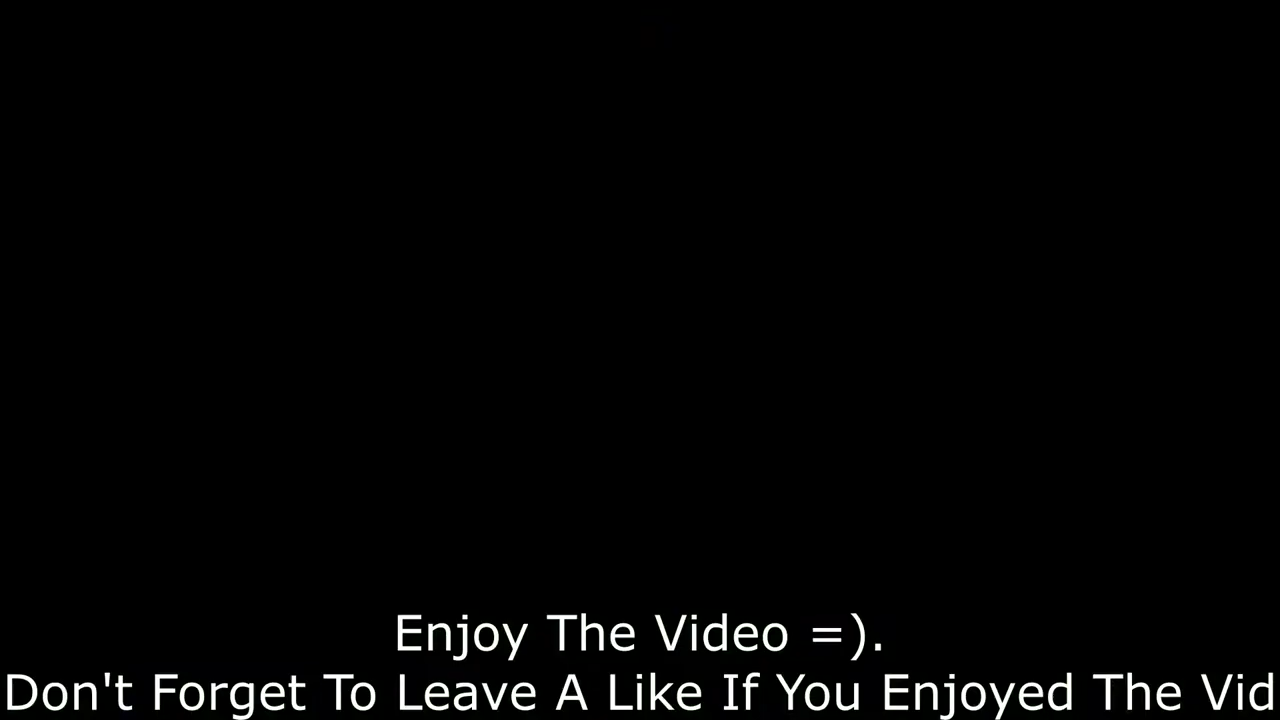 Enjoy The Video =).
Don't Forget To Leave A Like If You Enjoyed The Vid